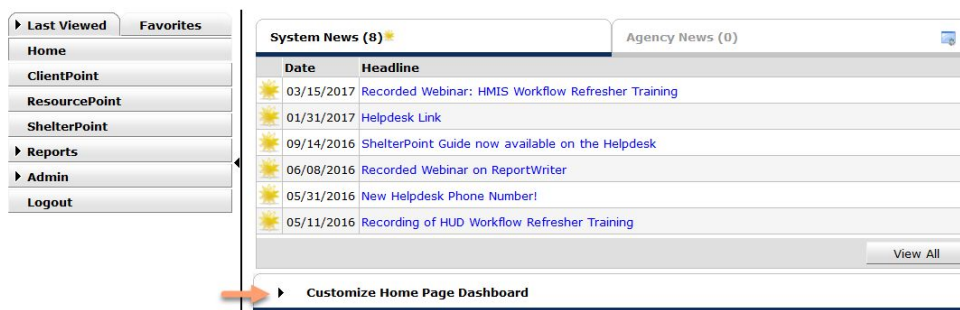 Last Viewed Favorites
Home
ClientPoint
ResourcePoint
ShelterPoint
Reports
Admin
Logout
System News (8) Agency News (0)
Date Headline
03/15/2017 Recorded Webinar: HMIS Workflow Refresher Training
01/31/2017 Helpdesk Link
09/14/2016 ShelterPoint Guide now available on the Helpdesk
06/08/2016 Recorded Webinar on ReportWriter
05/31/2016 New Helpdesk Phone Number!
05/11/2016 Recording of HUD Workflow Refresher Training
View All
Customize Home Page Dashboard